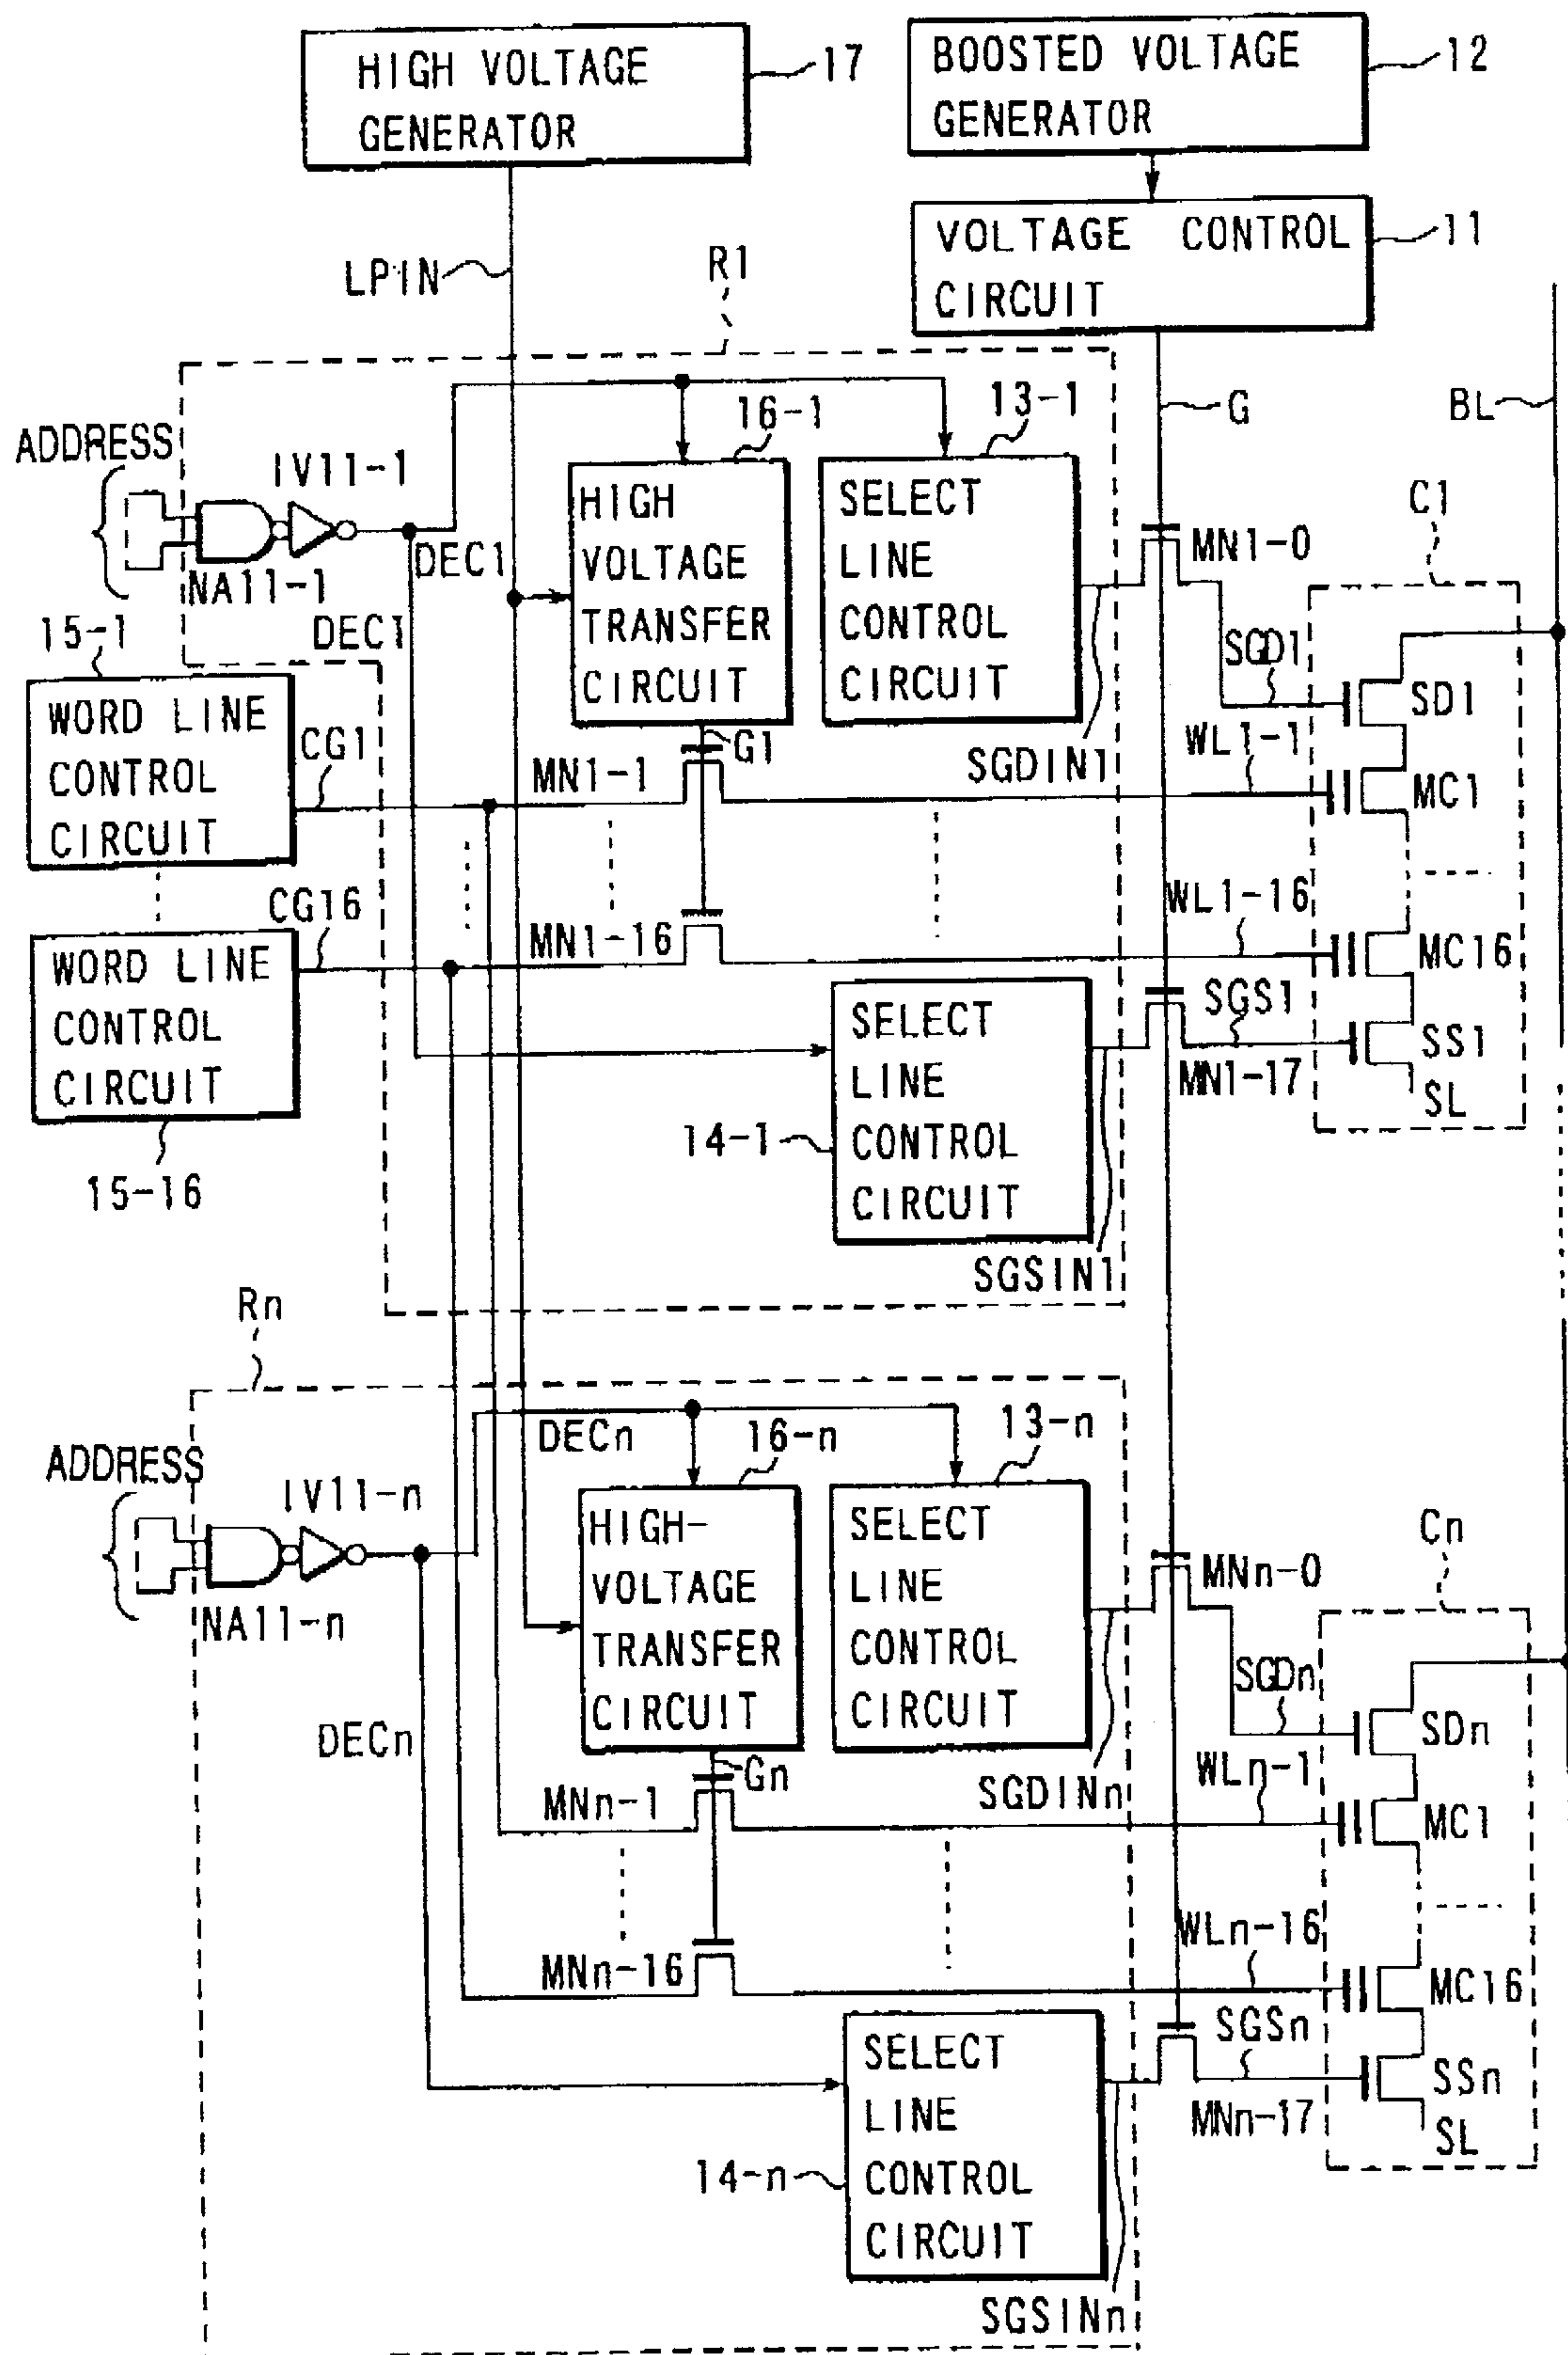 HIGH VOLTAGE
GENERATOR
17
BOOSTED VOLTAGE
GENERATOR
12
VOLTAGE CONTROL
CIRCUIT
11
LPIN
R1
G
BL
ADDRESS
IV11-1
NA11-1
DEC1
DEC1
16-1
HIGH
VOLTAGE
TRANSFER
CIRCUIT
13-1
SELECT
LINE
CONTROL
CIRCUIT
MN1-0
C1
SGD1
SD1
15-1
WORD LINE
CONTROL
CIRCUIT
CG1
MN1-1
G1
SGDIN1
WL1-1
MC1
CG16
WORD LINE
CONTROL
CIRCUIT
15-16
MN1-16
WL1-16
MC16
SELECT
LINE
CONTROL
CIRCUIT
14-1
SGS1
MN1-17
SS1
SL
SGSIN1
Rn
ADDRESS
IV11-n
NA11-n
DECn
DECn
16-n
HIGH-
VOLTAGE
TRANSFER
CIRCUIT
13-n
SELECT
LINE
CONTROL
CIRCUIT
MNn-0
Cn
SGDn
SDn
MNn-1
Gn
SGDINn
WLn-1
MC1
MNn-16
WLn-16
MC16
SELECT
LINE
CONTROL
CIRCUIT
14-n
SGSn
MNn-17
SSn
SL
SGSINn